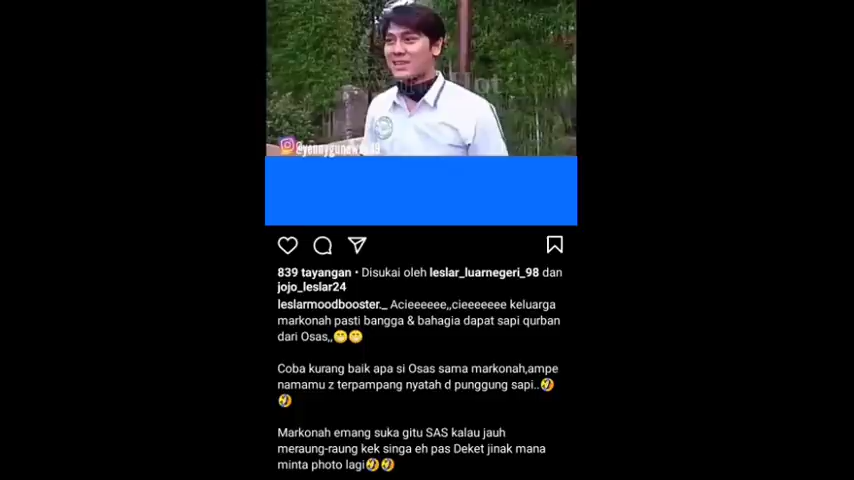 @yennygunawan19
839 tayangan • Disukai oleh leslar_luarnegeri_98 dan
jojo_leslar24
leslarmoodbooster._ Acieeeeee,,cieeeeeee keluarga
markonah pasti bangga & bahagia dapat sapi qurban
dari Osas,,😁😁
Coba kurang baik apa si Osas sama markonah,ampe
namamu z terpampang nyatah d punggung sapi..🤣
🤣
Markonah emang suka gitu SAS kalau jauh
meraung-raung kek singa eh pas Deket jinak mana
minta photo lagi🤣🤣